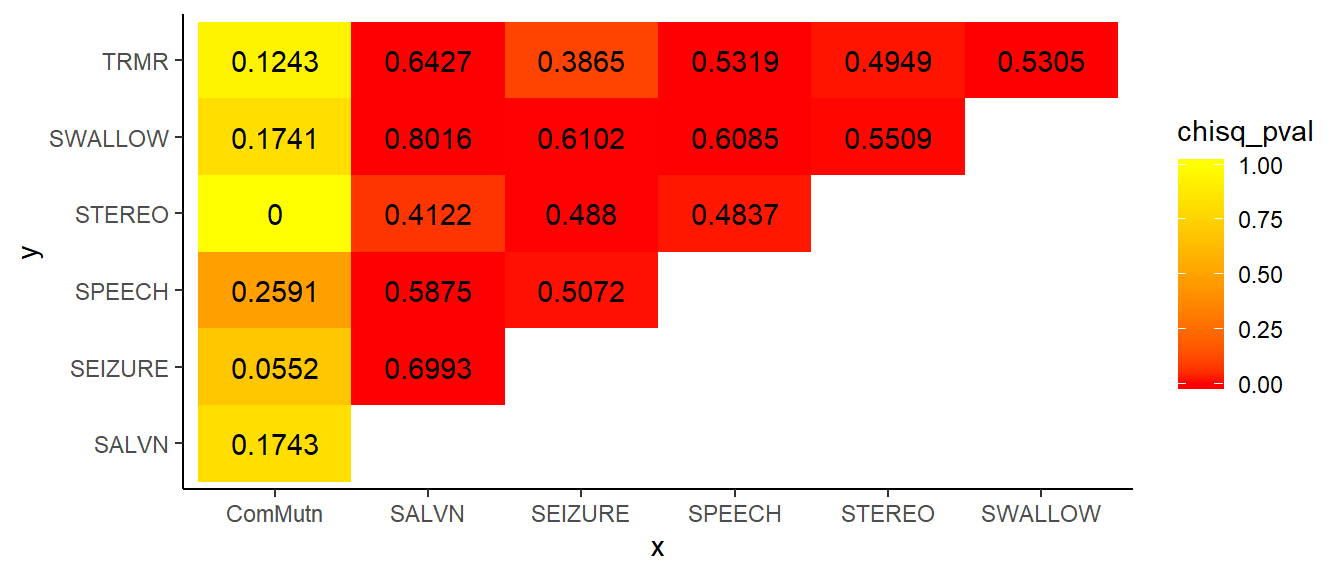 TRMR 0.1243 0.6427 0.3865 0.5319 0.4949 0.5305
SWALLOW 0.1741 0.8016 0.6102 0.6085 0.5509
STEREO 0 0.4122 0.488 0.4837
SPEECH 0.2591 0.5875 0.5072
SEIZURE 0.0552 0.6993
SALVN 0.1743
y
ComMutn SALVN SEIZURE SPEECH STEREO SWALLOW
x
chisq_pval
1.00
0.75
0.50
0.25
0.00